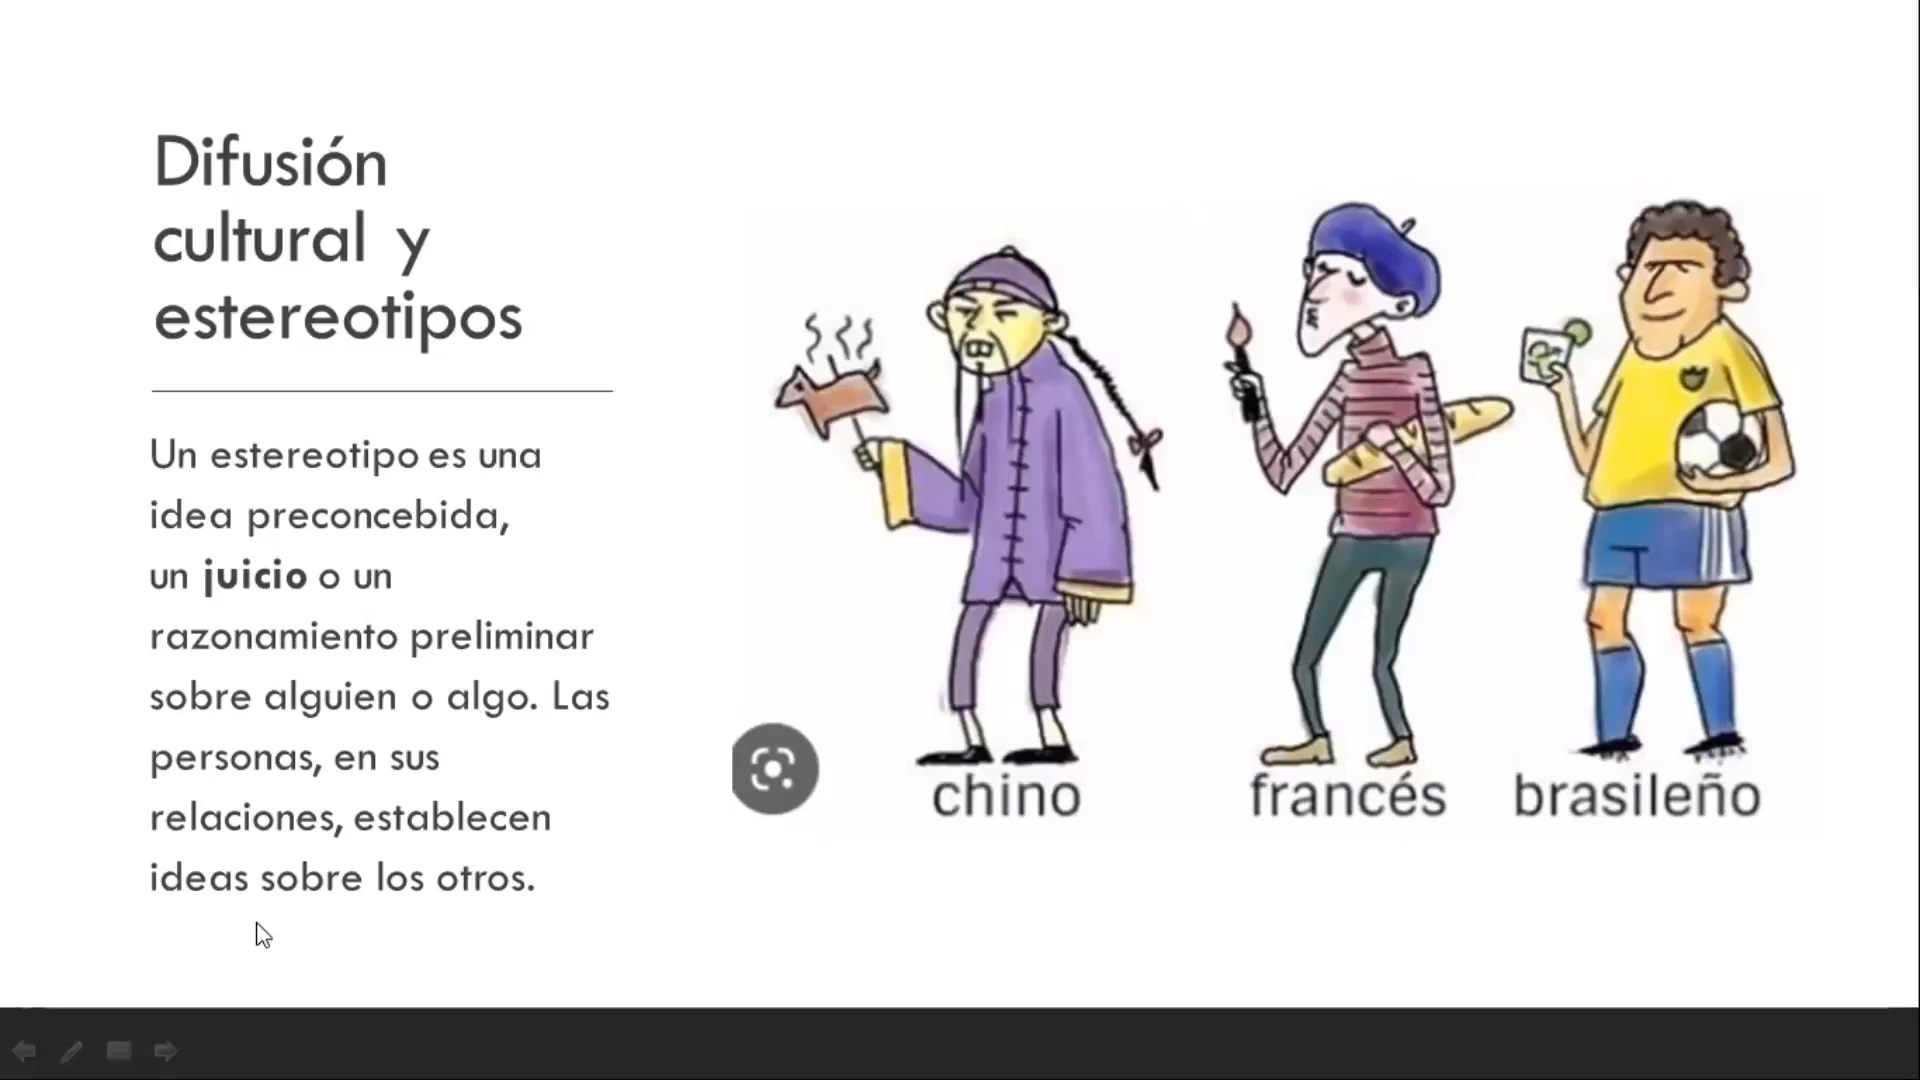 Difusión
cultural y
estereotipos
Un estereotipo es una
idea preconcebida,
un juicio o un
razonamiento preliminar
sobre alguien o algo. Las
personas, en sus
relaciones, establecen
ideas sobre los otros.
chino
francés
brasileño